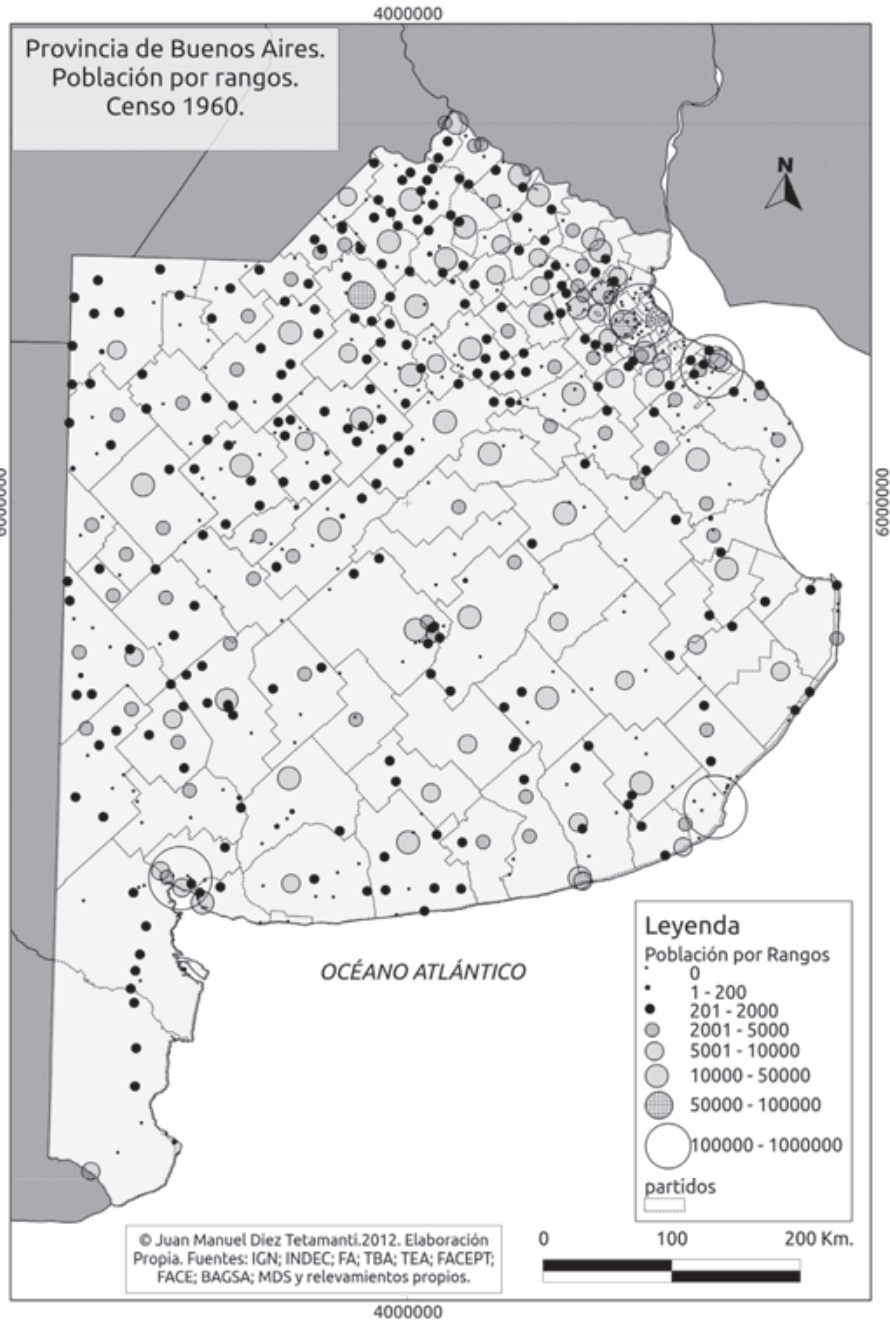 4000000
Provincia de Buenos Aires.
Población por rangos.
Censo 1960.
N
6000000
6000000
OCÉANO ATLÁNTICO
Leyenda
Población por Rangos
0
1 - 200
201 - 2000
2001 - 5000
5001 - 10000
10000 - 50000
50000 - 100000
100000 - 1000000
partidos
© Juan Manuel Diez Tetamanti.2012. Elaboración
Propia. Fuentes: IGN; INDEC; FA; TBA; TEA; FACEPT;
FACE; BAGSA; MDS y relevamientos propios.
0 100 200 Km.
4000000